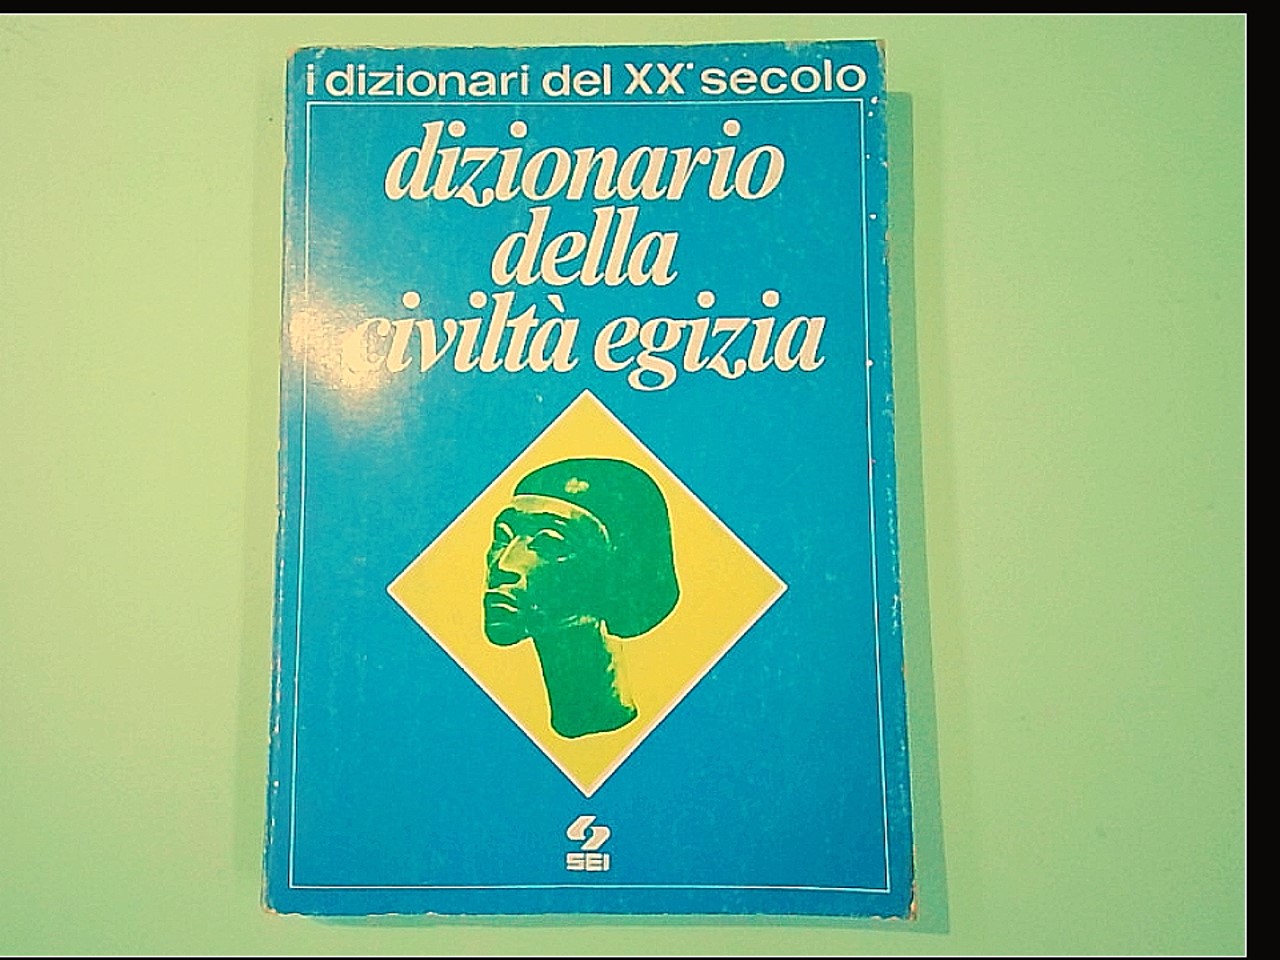 i dizionari del XX° secolo
dizionario
della
civiltà egizia
SEI